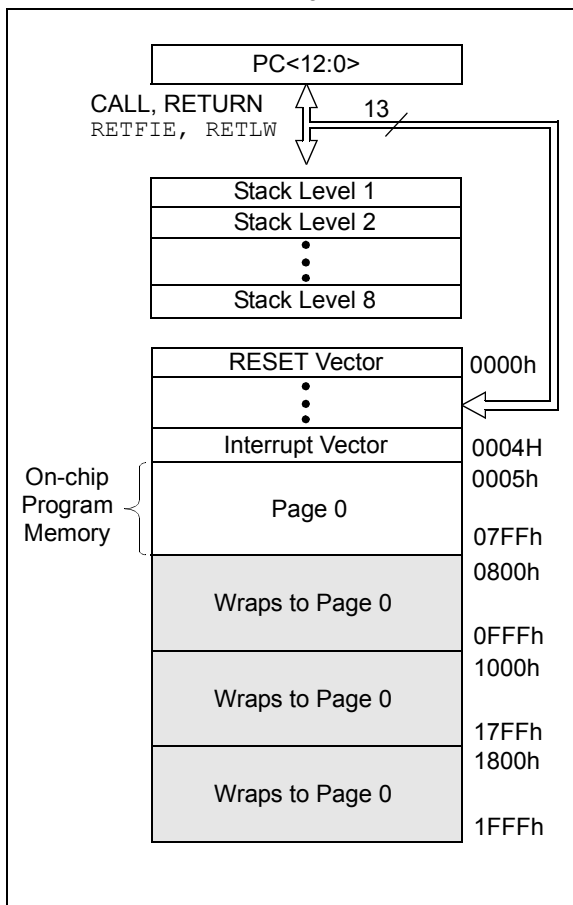 PC<12:0>
CALL, RETURN
RETFIE, RETLW
13
Stack Level 1
Stack Level 2
Stack Level 8
RESET Vector
0000h
Interrupt Vector
0004H
0005h
On-chip
Program
Memory
Page 0
07FFh
0800h
Wraps to Page 0
0FFFh
1000h
Wraps to Page 0
17FFh
1800h
Wraps to Page 0
1FFFh